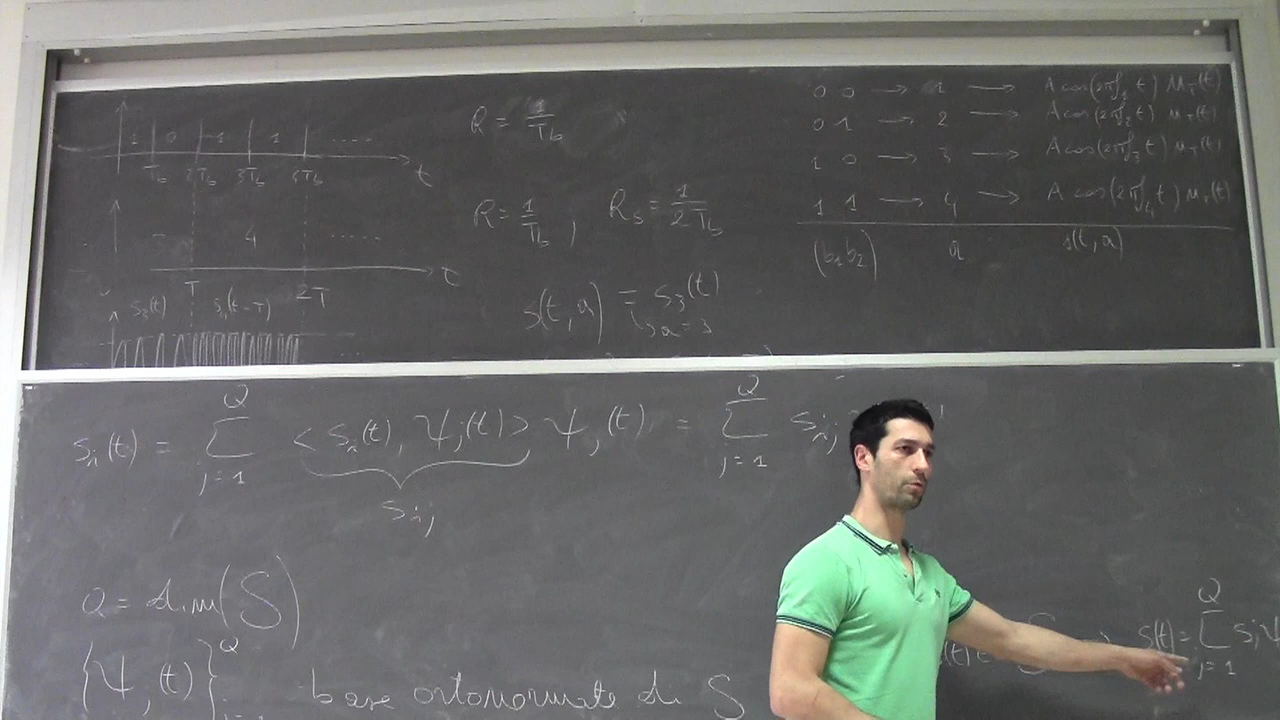 1 0 1 1 .....
T_b 2T_b 3T_b 4T_b t
4 .....
T 2T t
s_3(t) s_4(t-T)
R = 1/T_b
R = 1/T_b , R_s = 1/(2T_b)
s(t,a) = s_3(t)
a=3
0 0 → 1 → A cos(2πf_1 t) u_T(t)
0 1 → 2 → A cos(2πf_2 t) u_T(t)
1 0 → 3 → A cos(2πf_3 t) u_T(t)
1 1 → 4 → A cos(2πf_4 t) u_T(t)
(b_1 b_2) a s(t,a)
s_i(t) = Σ_{j=1}^{Q} <s_i(t), ψ_j(t)> ψ_j(t) = Σ_{j=1}^{Q} s_ij
s_ij
Q = dim(S)
{ψ_j(t)}_{j=1}^{Q} base ortonormale di S
s(t) = Σ_{j=1}^{Q} s_j ψ